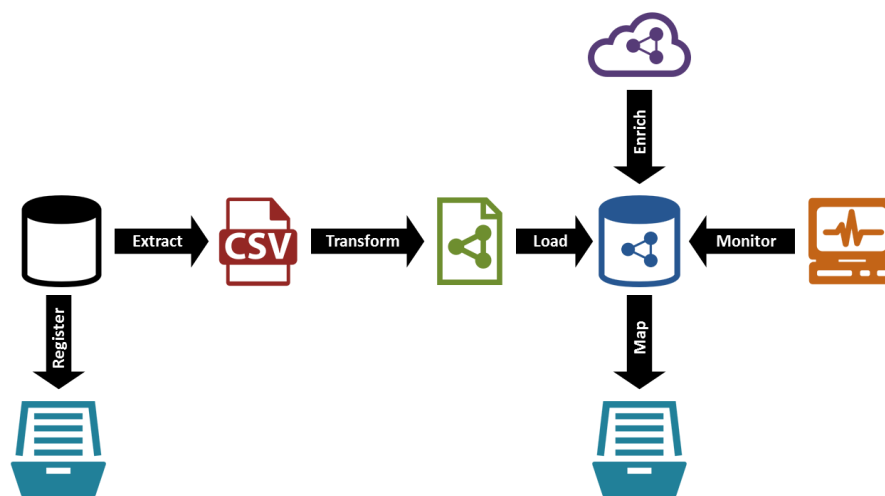 Enrich
Extract
CSV
Transform
Load
Monitor
Register
Map